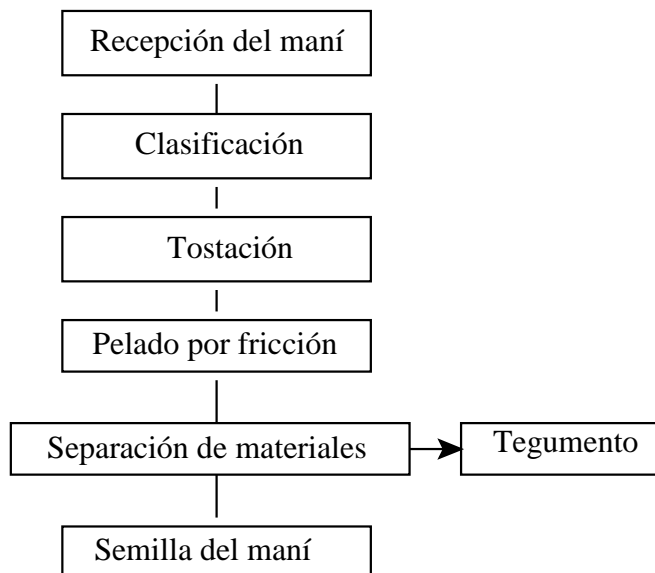 Recepción del maní
Clasificación
Tostación
Pelado por fricción
Separación de materiales
Tegumento
Semilla del maní